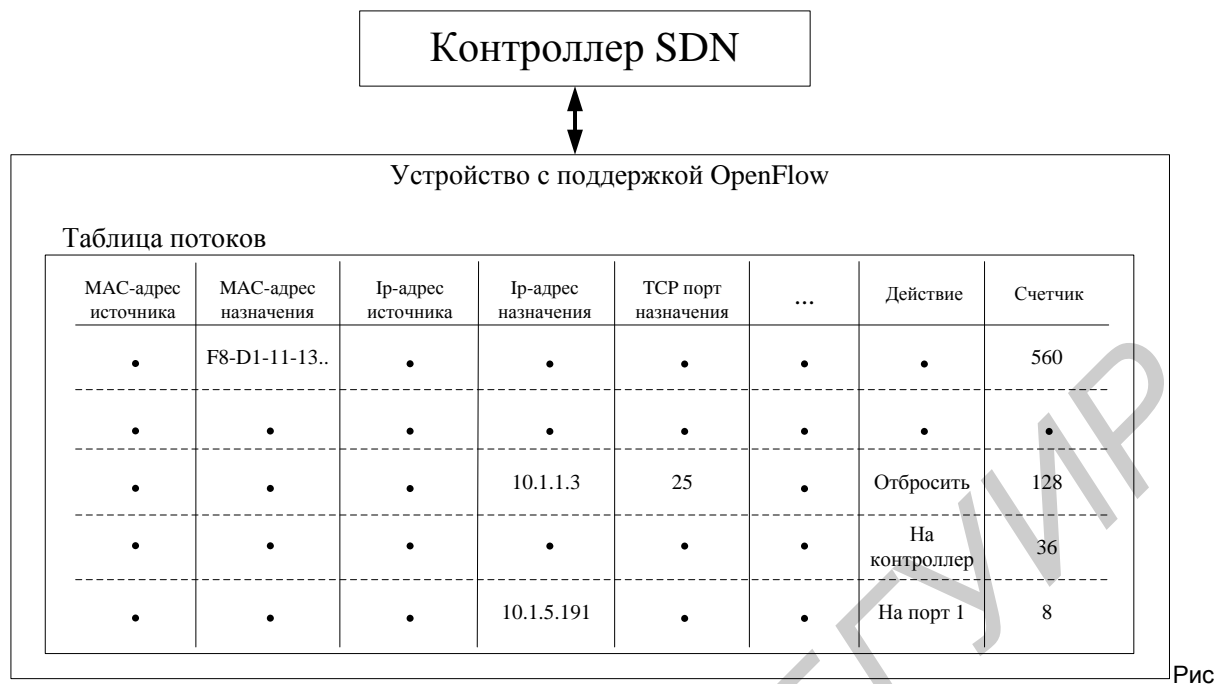 Контроллер SDN
Устройство с поддержкой OpenFlow
Таблица потоков
MAC-адрес источника
MAC-адрес назначения
Ip-адрес источника
Ip-адрес назначения
TCP порт назначения
...
Действие
Счетчик
F8-D1-11-13..
560
10.1.1.3
25
Отбросить
128
На контроллер
36
10.1.5.191
На порт 1
8
Рис
БГУИР